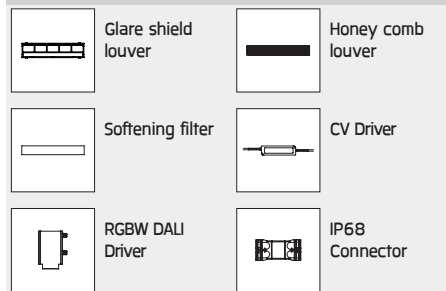 Glare shield
louver
Honey comb
louver
Softening filter
CV Driver
RGBW DALI
Driver
IP68
Connector